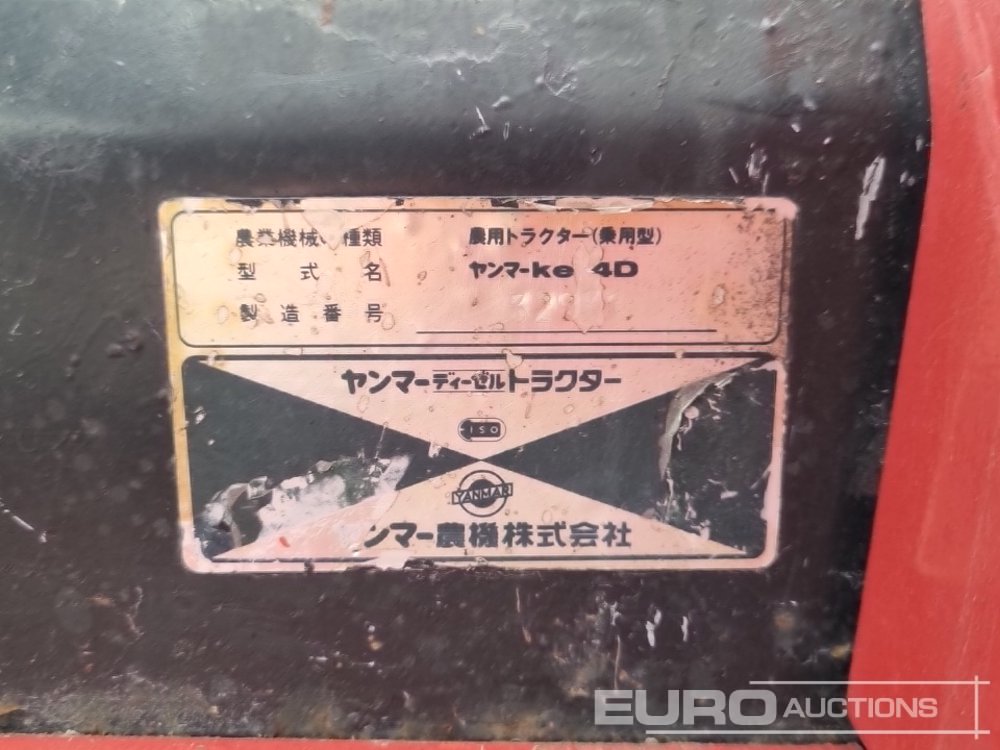 農業機械の種類 農用トラクター(乗用型)
型式名 ヤンマーke 4D
製造番号
ヤンマーディーゼルトラクター
ISO
YANMAR
ンマー農機株式会社
EURO AUCTIONS